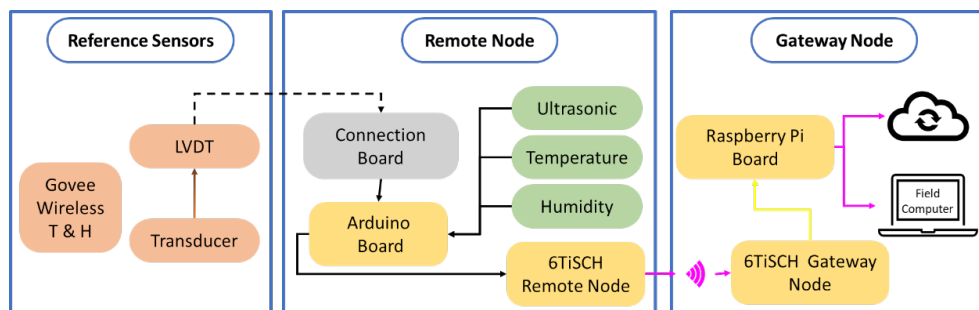 Reference Sensors
LVDT
Govee
Wireless
T & H
Transducer
Remote Node
Connection
Board
Arduino
Board
Ultrasonic
Temperature
Humidity
6TiSCH
Remote Node
Gateway Node
Raspberry Pi
Board
Field
Computer
6TiSCH Gateway
Node